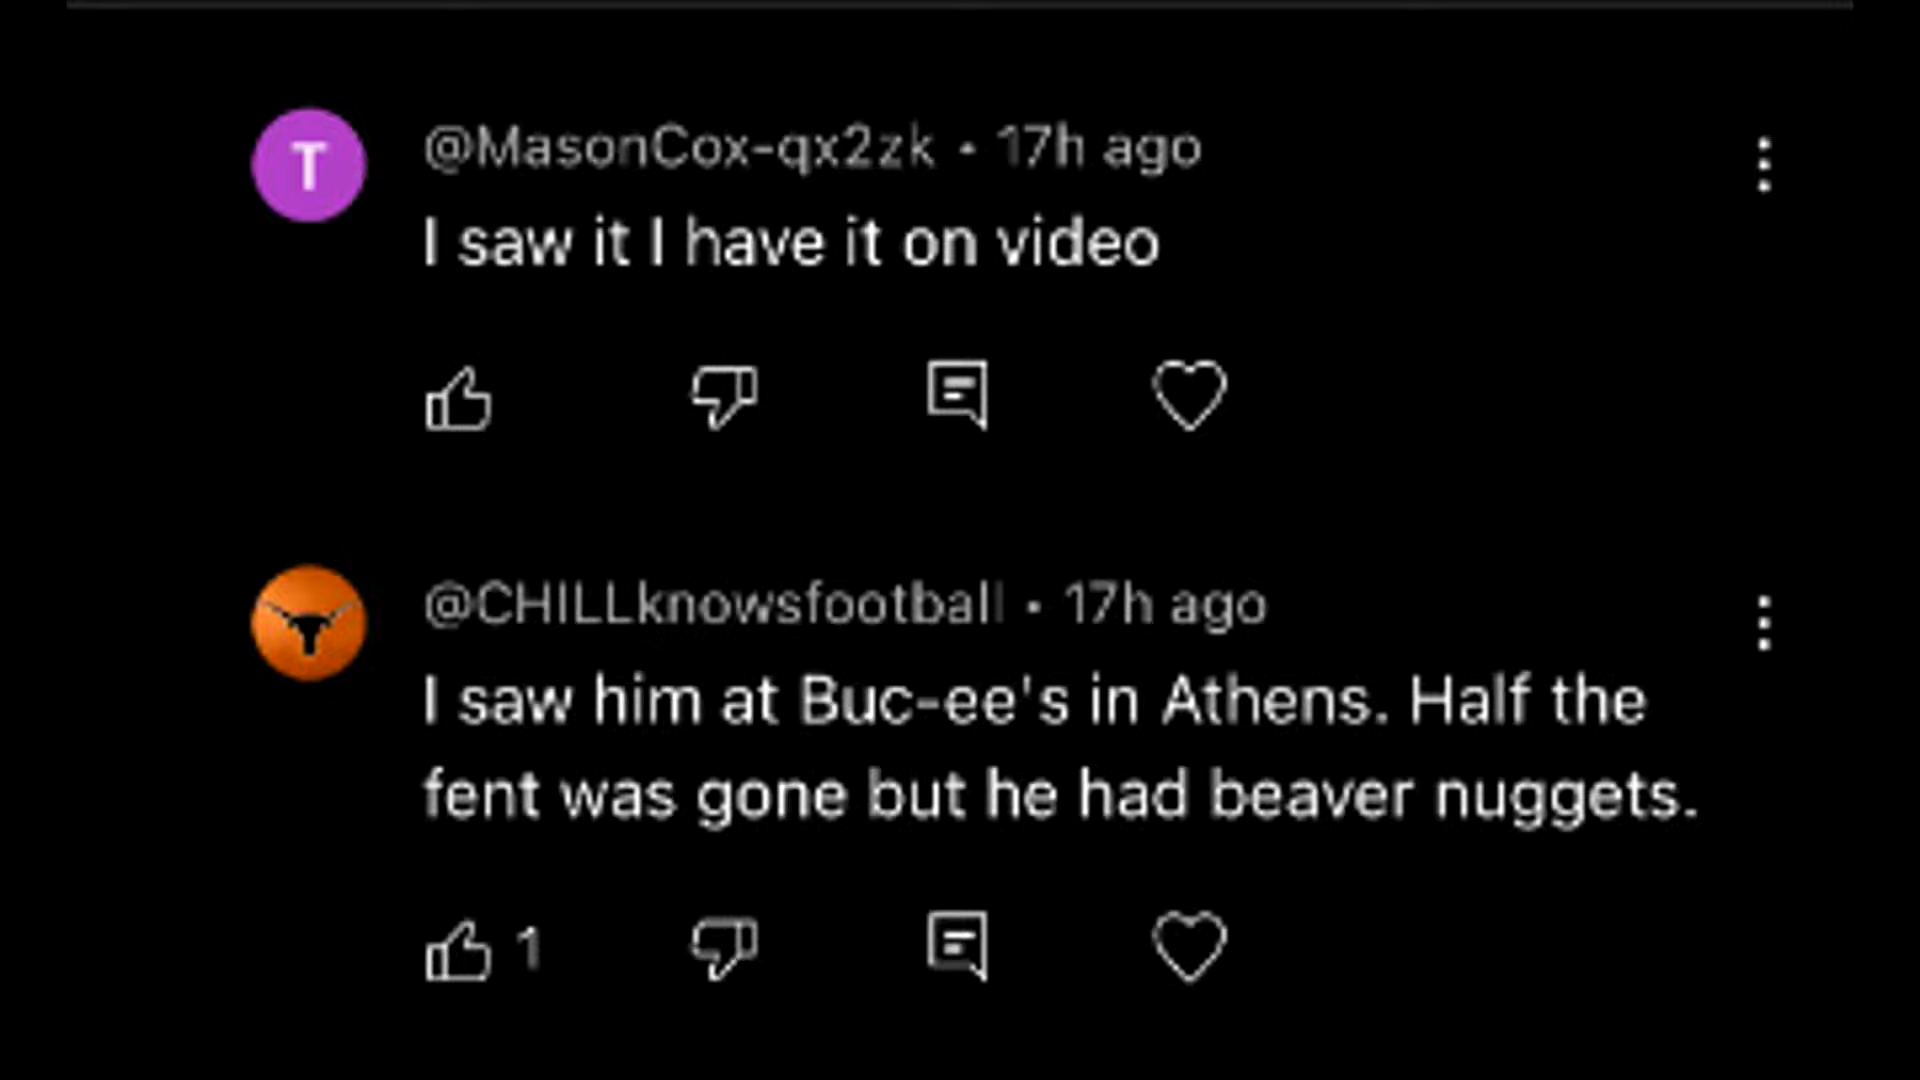 T
@MasonCox-qx2zk • 17h ago
I saw it I have it on video
@CHILLknowsfootball • 17h ago
I saw him at Buc-ee's in Athens. Half the
fent was gone but he had beaver nuggets.
1